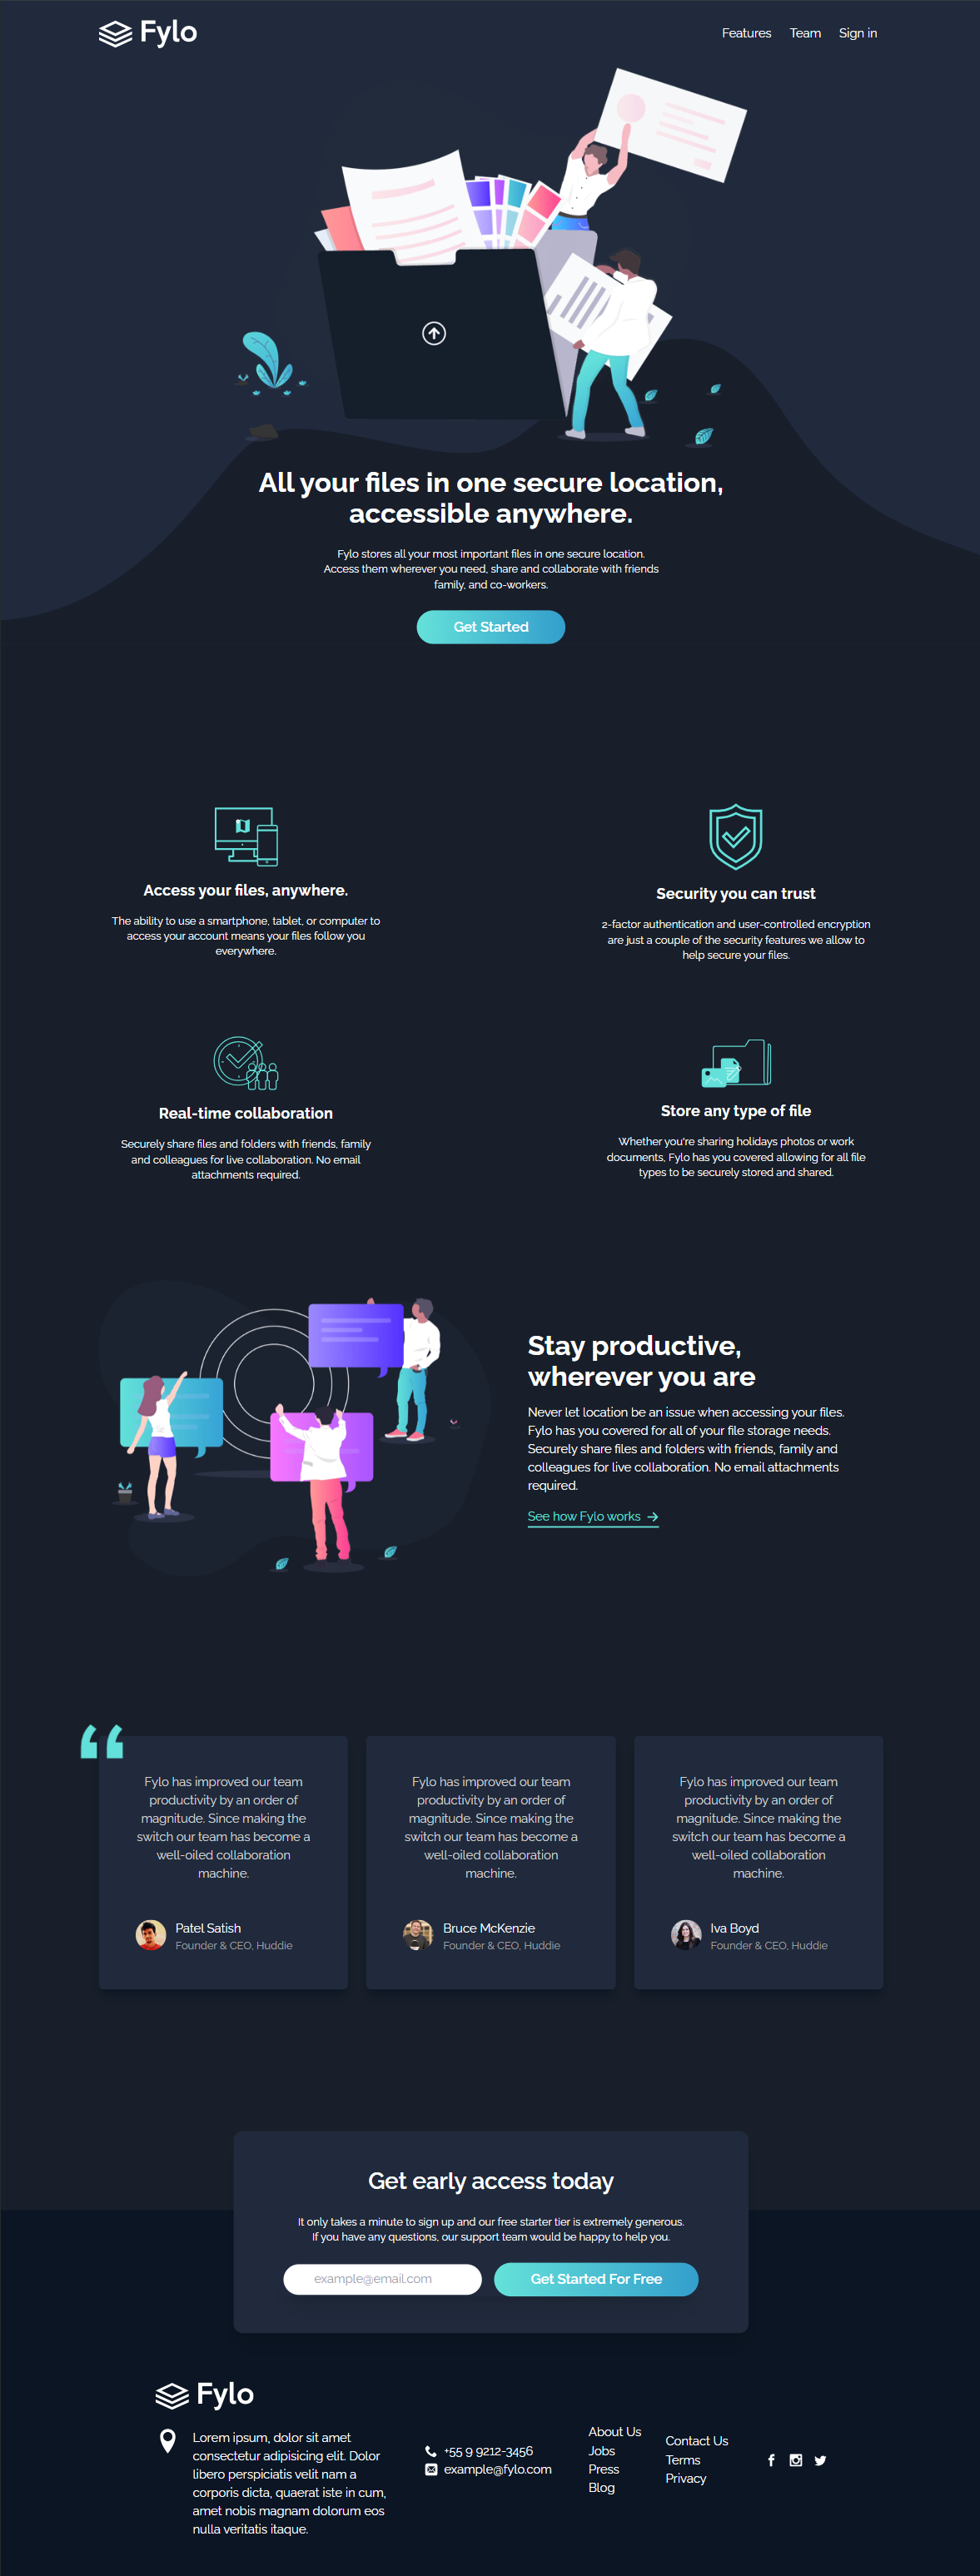 Fylo
Features Team Sign in
All your files in one secure location,
accessible anywhere.
Fylo stores all your most important files in one secure location.
Access them wherever you need, share and collaborate with friends
family, and co-workers.
Get Started
Access your files, anywhere.
The ability to use a smartphone, tablet, or computer to
access your account means your files follow you
everywhere.
Security you can trust
2-factor authentication and user-controlled encryption
are just a couple of the security features we allow to
help secure your files.
Real-time collaboration
Securely share files and folders with friends, family
and colleagues for live collaboration. No email
attachments required.
Store any type of file
Whether you're sharing holidays photos or work
documents, Fylo has you covered allowing for all file
types to be securely stored and shared.
Stay productive,
wherever you are
Never let location be an issue when accessing your files.
Fylo has you covered for all of your file storage needs.
Securely share files and folders with friends, family and
colleagues for live collaboration. No email attachments
required.
See how Fylo works
Fylo has improved our team
productivity by an order of
magnitude. Since making the
switch our team has become a
well-oiled collaboration
machine.
Patel Satish
Founder & CEO, Huddie
Fylo has improved our team
productivity by an order of
magnitude. Since making the
switch our team has become a
well-oiled collaboration
machine.
Bruce McKenzie
Founder & CEO, Huddie
Fylo has improved our team
productivity by an order of
magnitude. Since making the
switch our team has become a
well-oiled collaboration
machine.
Iva Boyd
Founder & CEO, Huddie
Get early access today
It only takes a minute to sign up and our free starter tier is extremely generous.
If you have any questions, our support team would be happy to help you.
example@email.com
Get Started For Free
Fylo
Lorem ipsum, dolor sit amet
consectetur adipisicing elit. Dolor
libero perspiciatis velit nam a
corporis dicta, quaerat iste in cum,
amet nobis magnam dolorum eos
nulla veritatis itaque.
+55 9 9212-3456
example@fylo.com
About Us
Jobs
Press
Blog
Contact Us
Terms
Privacy